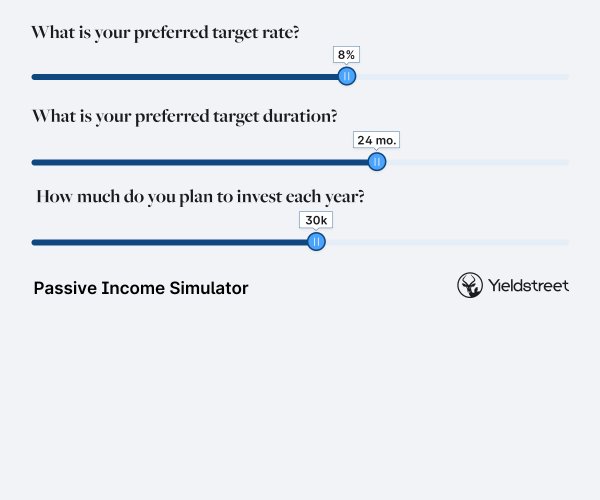 What is your preferred target rate?
8%
What is your preferred target duration?
24 mo.
How much do you plan to invest each year?
30k
Passive Income Simulator
Yieldstreet